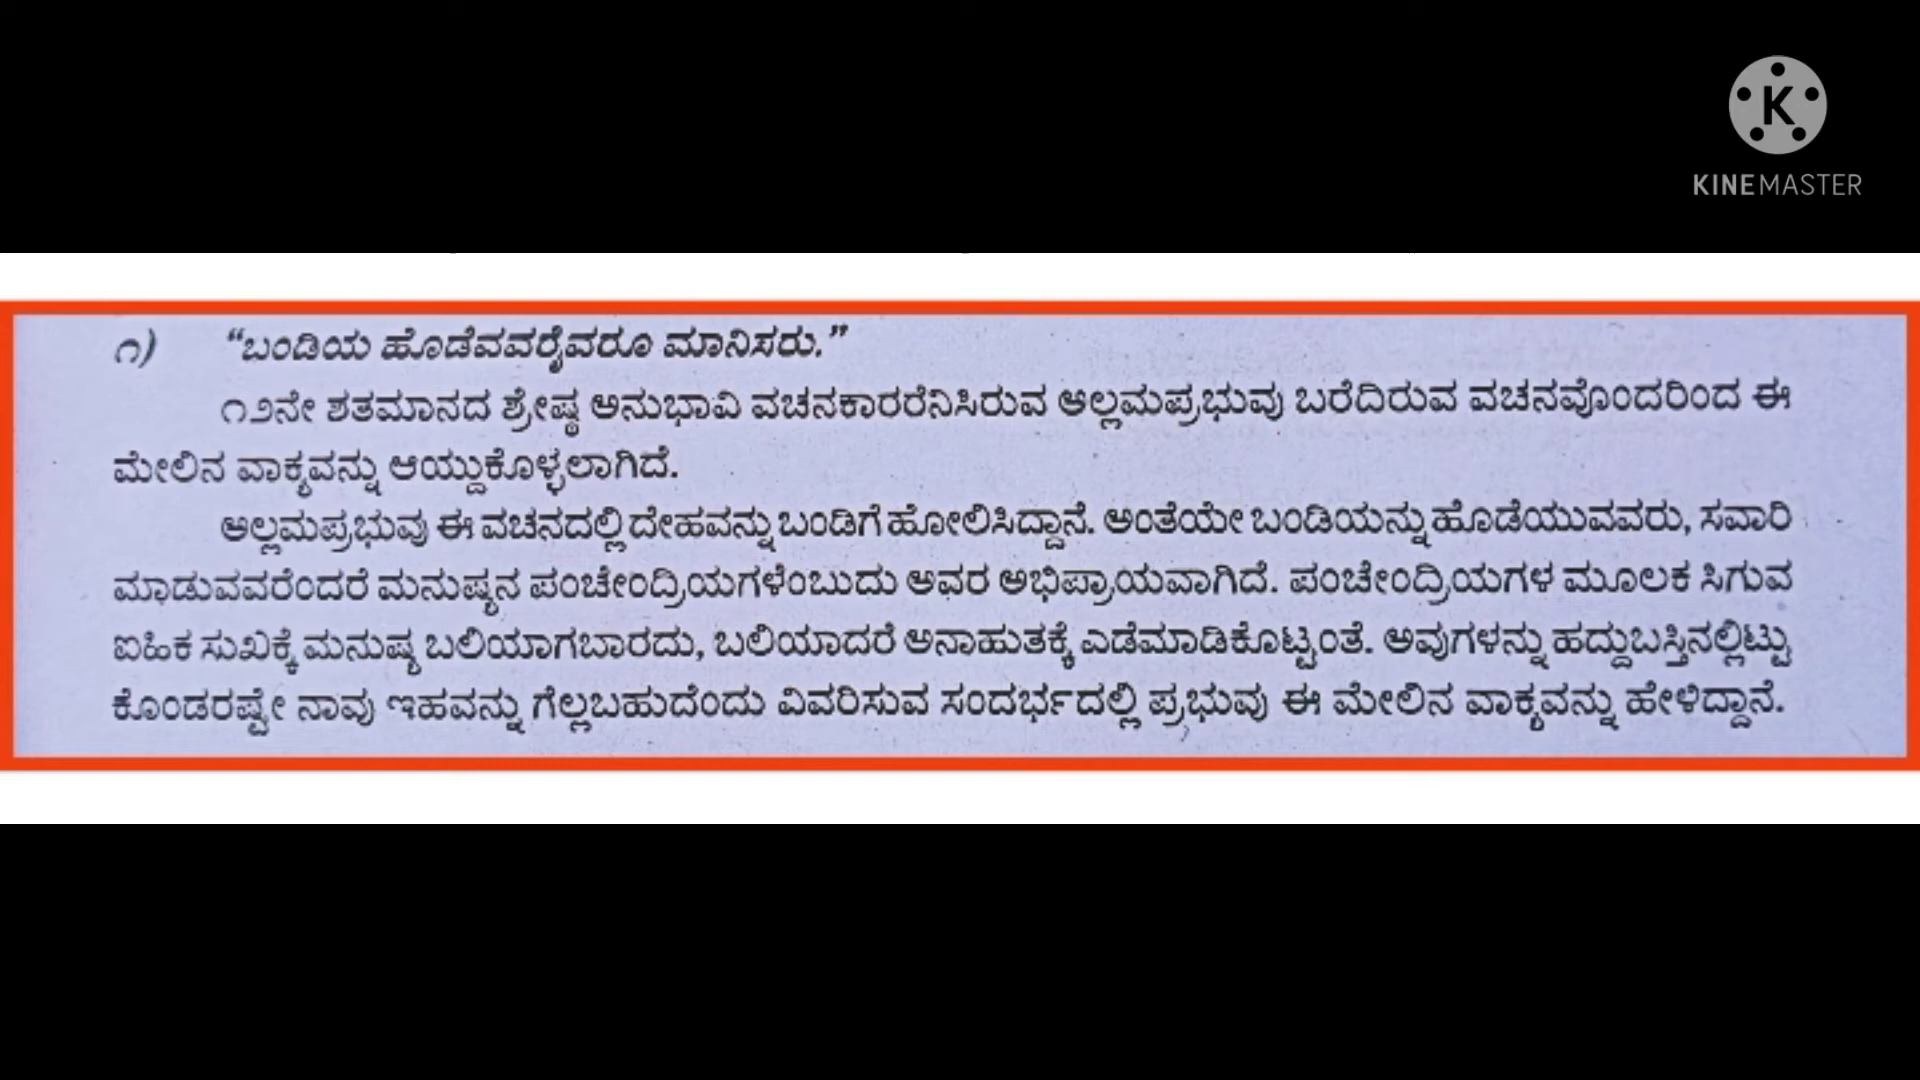 KINEMASTER
೧) "ಬಂಡಿಯ ಹೊಡೆವವರೈವರೂ ಮಾನಿಸರು."
೧೨ನೇ ಶತಮಾನದ ಶ್ರೇಷ್ಠ ಅನುಭಾವಿ ವಚನಕಾರರೆನಿಸಿರುವ ಅಲ್ಲಮಪ್ರಭುವು ಬರೆದಿರುವ ವಚನವೊಂದರಿಂದ ಈ
ಮೇಲಿನ ವಾಕ್ಯವನ್ನು ಆಯ್ದುಕೊಳ್ಳಲಾಗಿದೆ.
ಅಲ್ಲಮಪ್ರಭುವು ಈ ವಚನದಲ್ಲಿ ದೇಹವನ್ನು ಬಂಡಿಗೆ ಹೋಲಿಸಿದ್ದಾನೆ. ಅಂತೆಯೇ ಬಂಡಿಯನ್ನು ಹೊಡೆಯುವವರು, ಸವಾರಿ
ಮಾಡುವವರೆಂದರೆ ಮನುಷ್ಯನ ಪಂಚೇಂದ್ರಿಯಗಳೆಂಬುದು ಅವರ ಅಭಿಪ್ರಾಯವಾಗಿದೆ. ಪಂಚೇಂದ್ರಿಯಗಳ ಮೂಲಕ ಸಿಗುವ
ಐಹಿಕ ಸುಖಕ್ಕೆ ಮನುಷ್ಯ ಬಲಿಯಾಗಬಾರದು, ಬಲಿಯಾದರೆ ಅನಾಹುತಕ್ಕೆ ಎಡೆಮಾಡಿಕೊಟ್ಟಂತೆ. ಅವುಗಳನ್ನು ಹದ್ದುಬಸ್ತಿನಲ್ಲಿಟ್ಟು
ಕೊಂಡರಷ್ಟೇ ನಾವು ಇಹವನ್ನು ಗೆಲ್ಲಬಹುದೆಂದು ವಿವರಿಸುವ ಸಂದರ್ಭದಲ್ಲಿ ಪ್ರಭುವು ಈ ಮೇಲಿನ ವಾಕ್ಯವನ್ನು ಹೇಳಿದ್ದಾನೆ.